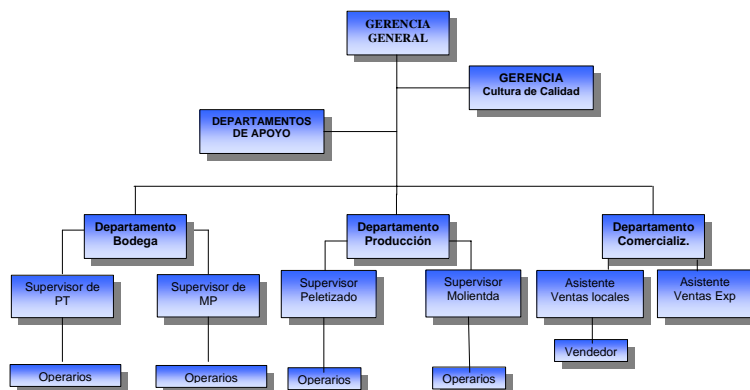 GERENCIA
GENERAL
GERENCIA
Cultura de Calidad
DEPARTAMENTOS
DE APOYO
Departamento
Bodega
Departamento
Producción
Departamento
Comercializ.
Supervisor de
PT
Supervisor de
MP
Supervisor
Peletizado
Supervisor
Molientda
Asistente
Ventas locales
Asistente
Ventas Exp
Vendedor
Operarios
Operarios
Operarios
Operarios